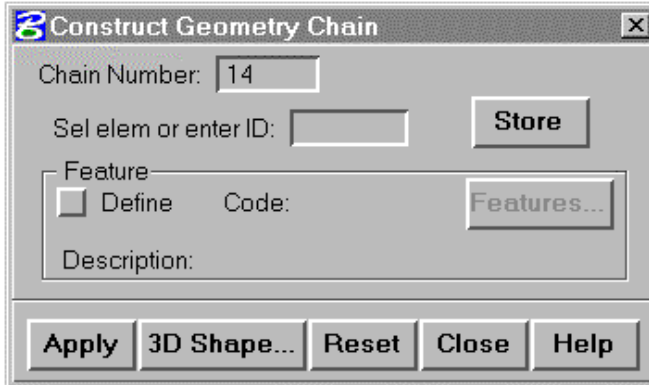 Construct Geometry Chain
Chain Number: 14
Sel elem or enter ID:
Store
Feature
Define Code: Features...
Description:
Apply 3D Shape... Reset Close Help